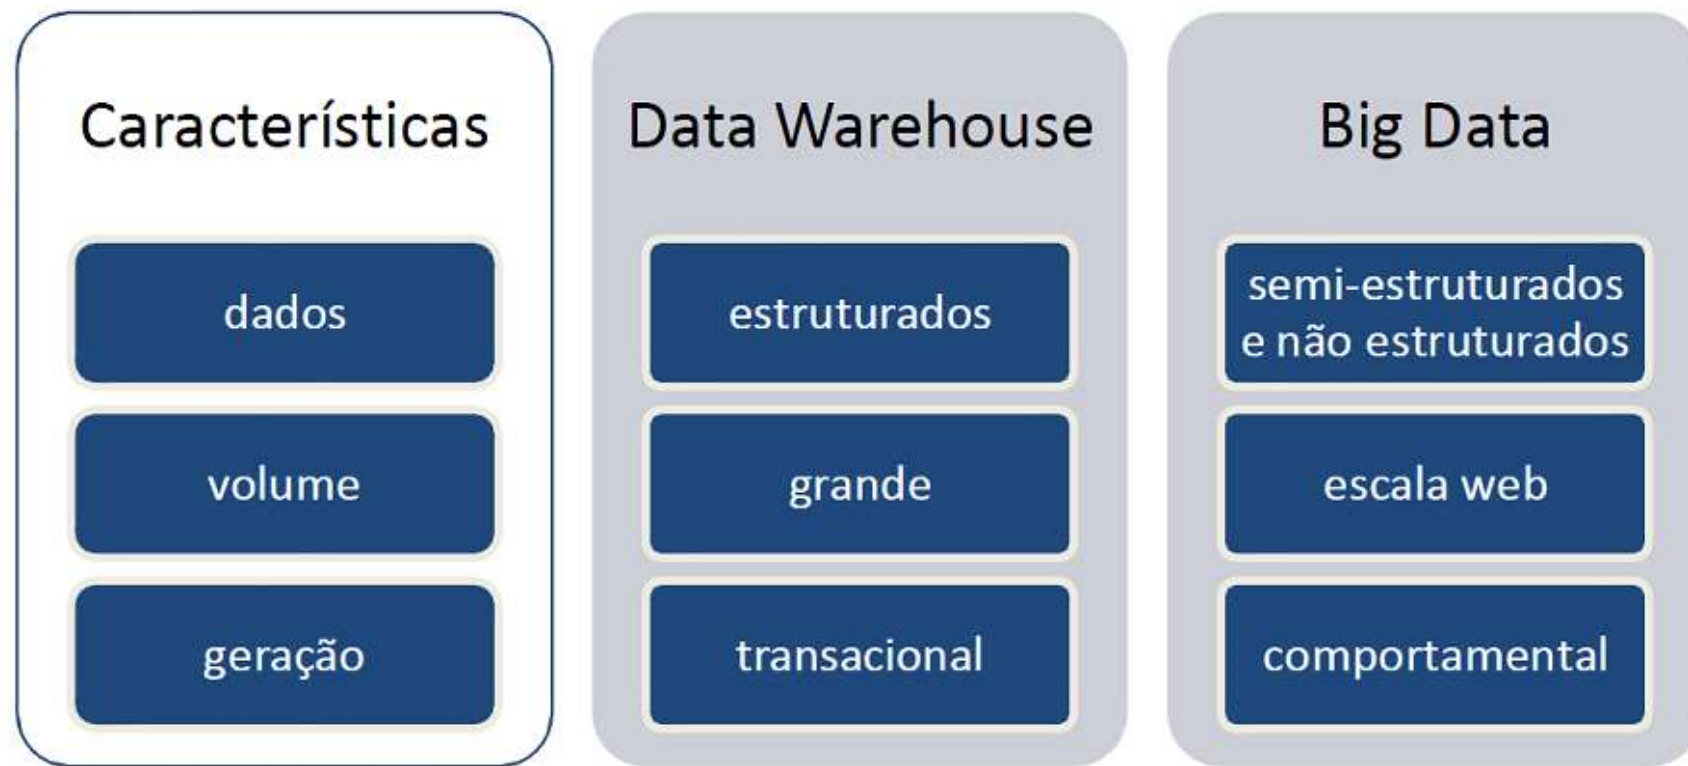 Características
dados
volume
geração
Data Warehouse
estruturados
grande
transacional
Big Data
semi-estruturados
e não estruturados
escala web
comportamental